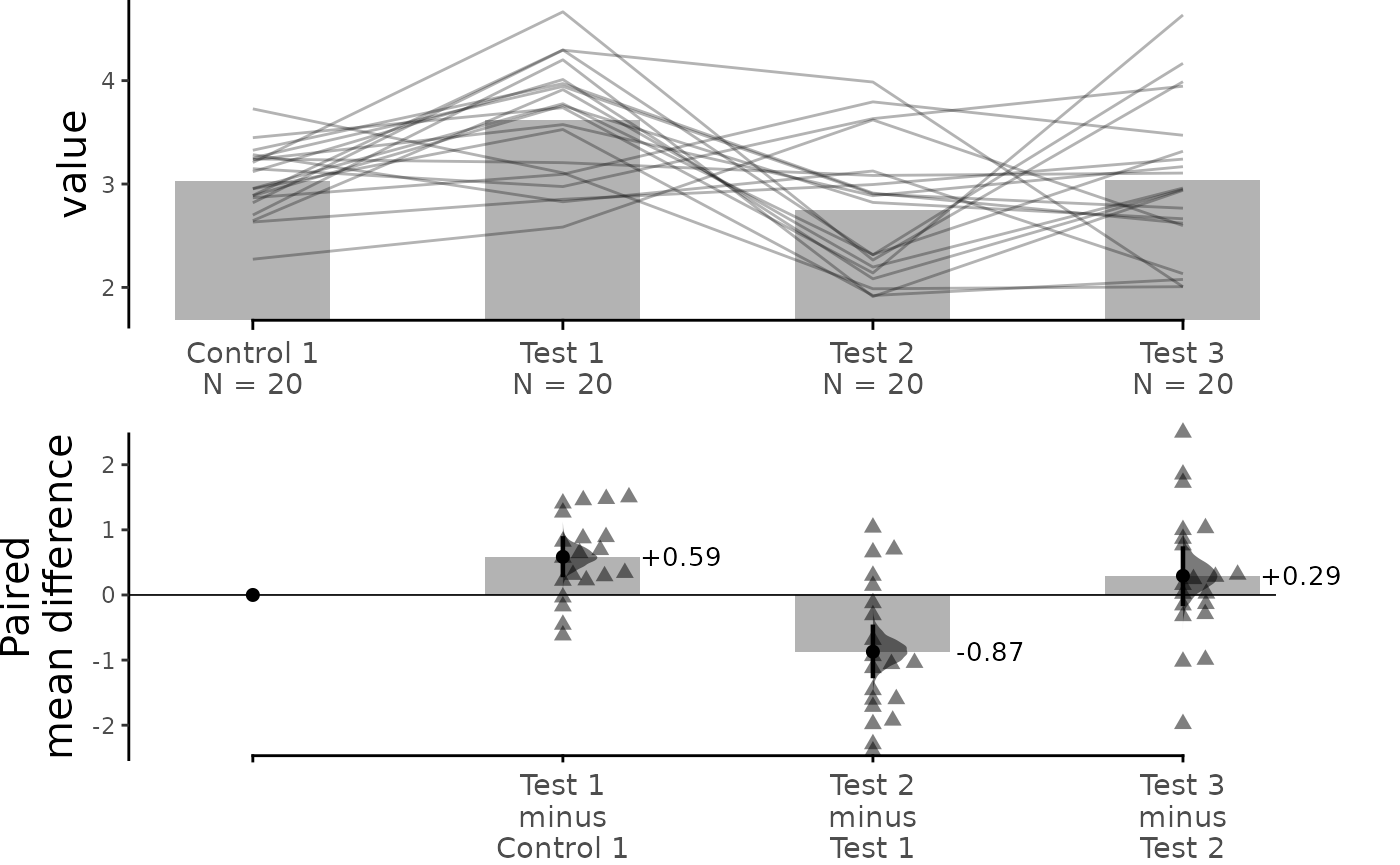 value
4
3
2
Control 1
N = 20
Test 1
N = 20
Test 2
N = 20
Test 3
N = 20
Paired
mean difference
2
1
0
-1
-2
+0.59
-0.87
+0.29
Test 1
minus
Control 1
Test 2
minus
Test 1
Test 3
minus
Test 2